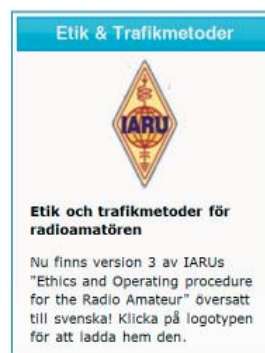 Etik & Trafikmetoder
IARU
Etik och trafikmetoder för
radioamatören
Nu finns version 3 av IARUs
"Ethics and Operating procedure
for the Radio Amateur" översatt
till svenska! Klicka på logotypen
för att ladda hem den.